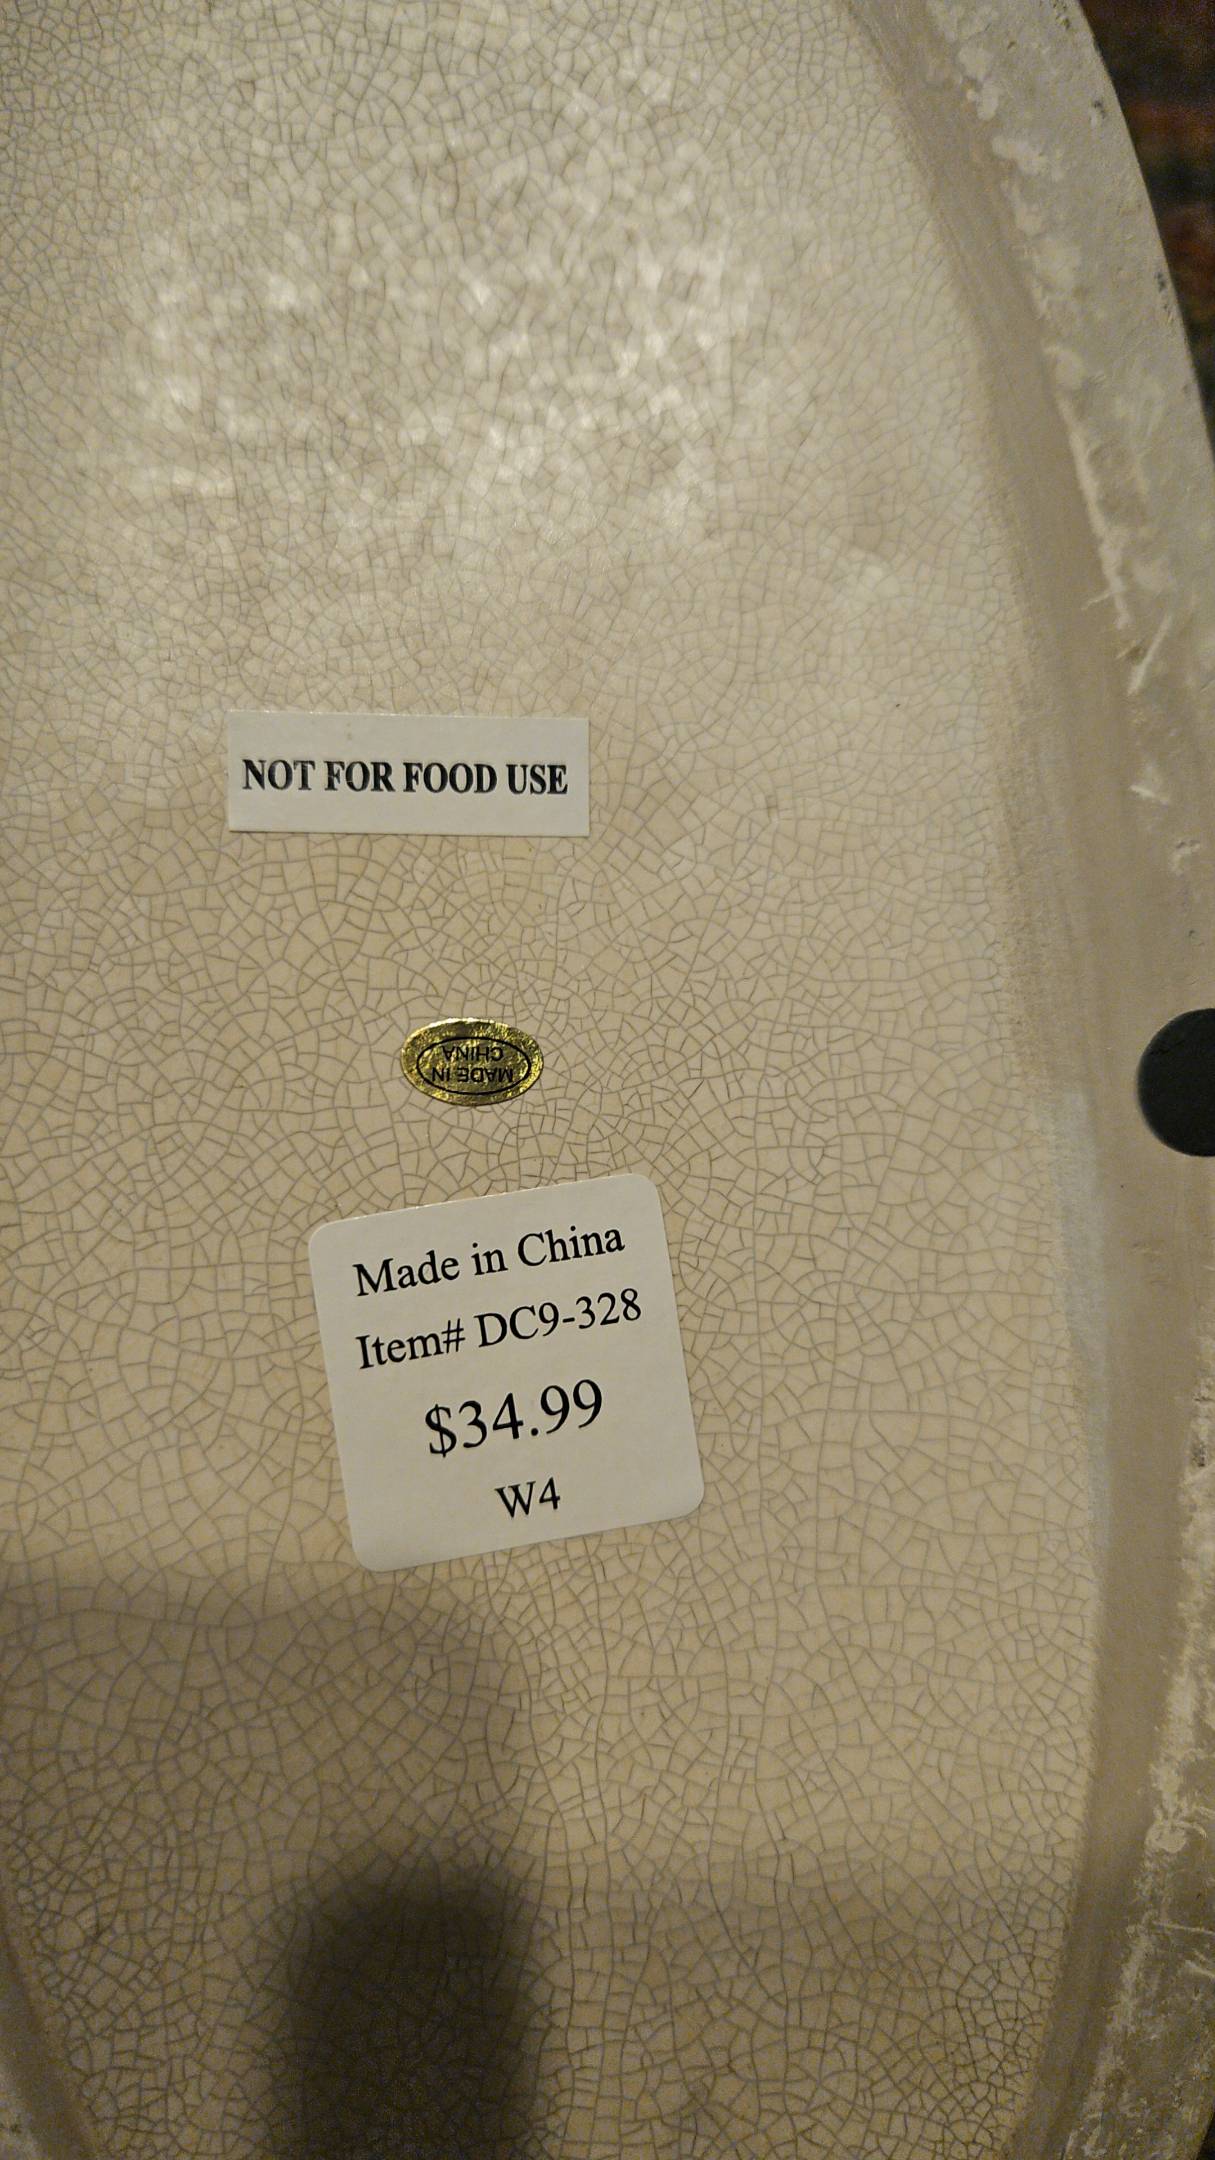 NOT FOR FOOD USE
MADE IN
CHINA
Made in China
Item# DC9-328
$34.99
W4